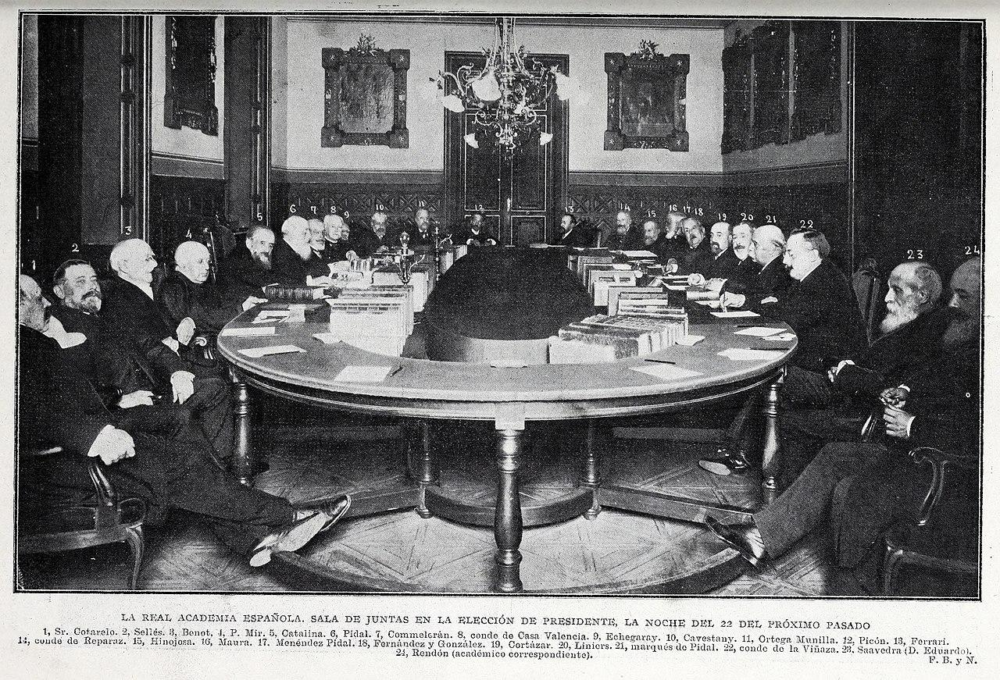 2 3 4 5 6 7 8 9 10 11 12 13 14 15 16 17 18 19 20 21 22 23 24
LA REAL ACADEMIA ESPAÑOLA. SALA DE JUNTAS EN LA ELECCIÓN DE PRESIDENTE, LA NOCHE DEL 22 DEL PRÓXIMO PASADO
1, Sr. Cotarelo. 2, Sellés. 3, Benot. 4, P. Mir. 5, Catalina. 6, Pidal. 7, Commelerán. 8, conde de Casa Valencia. 9, Echegaray. 10, Cavestany. 11, Ortega Munilla. 12, Picón. 13, Ferrari.
14, conde de Reparaz. 15, Hinojosa. 16, Maura. 17. Menéndez Pidal. 18, Fernández y González. 19, Cortázar. 20, Liniers. 21, marqués de Pidal. 22, conde de la Viñaza. 23, Saavedra (D. Eduardo).
24, Rendón (académico correspondiente).
F. B. y N.